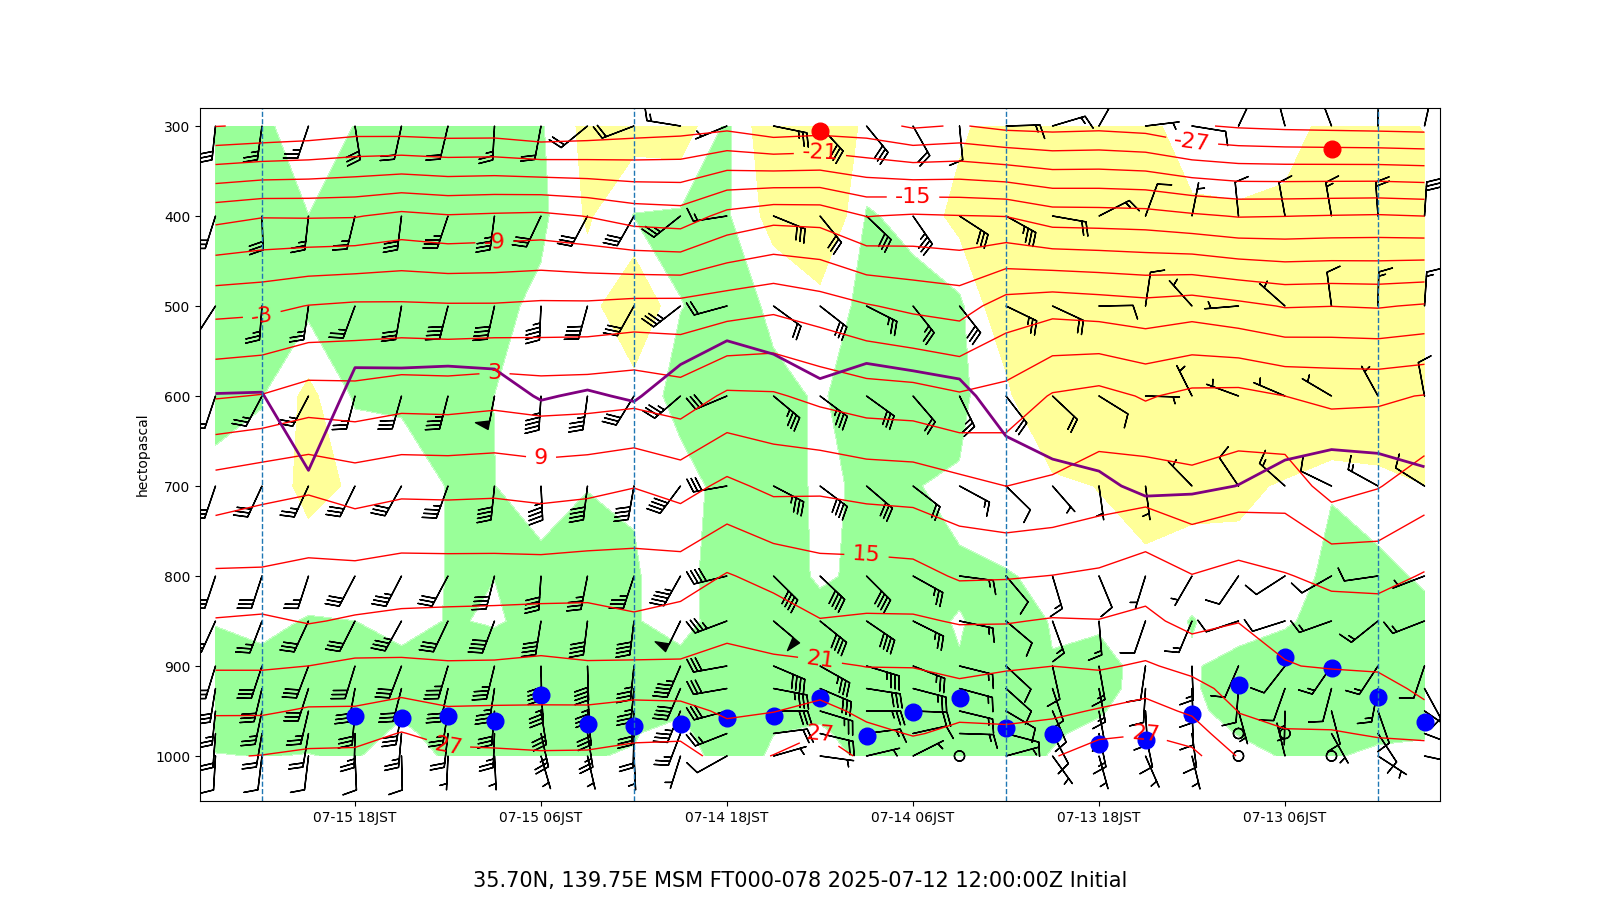 300
-27
-21
-15
400
-9
500
-3
3
600
9
hectopascal
700
15
800
21
900
27
27
27
1000
07-15 18JST
07-15 06JST
07-14 18JST
07-14 06JST
07-13 18JST
07-13 06JST
35.70N, 139.75E MSM FT000-078 2025-07-12 12:00:00Z Initial